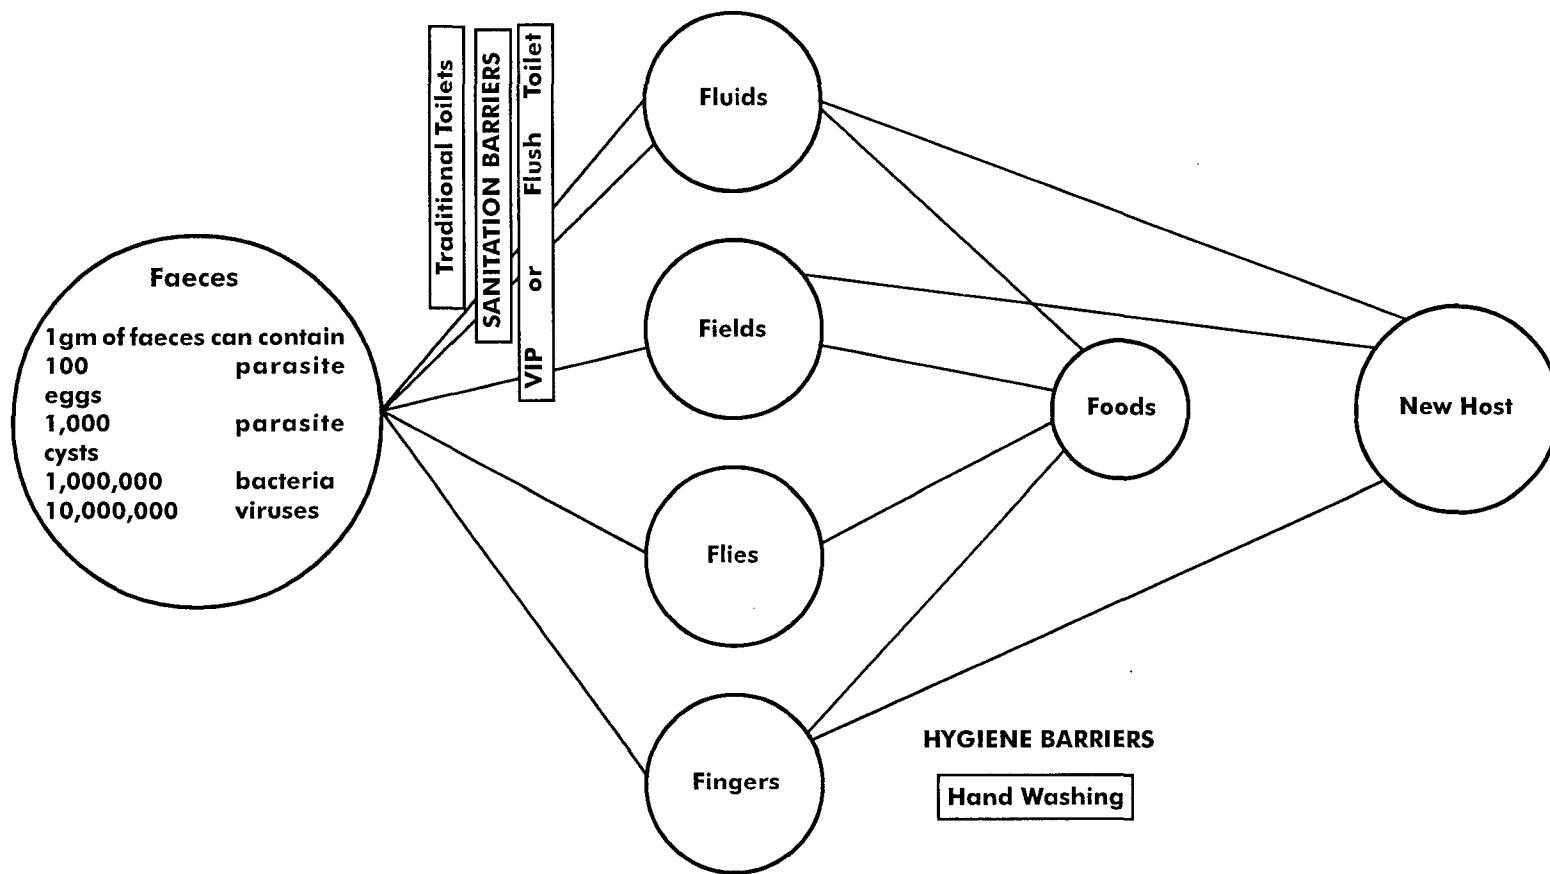 Traditional Toilets
SANITATION BARRIERS
VIP or Flush Toilet
Fluids
Faeces
1gm of faeces can contain
100 parasite
eggs
1,000 parasite
cysts
1,000,000 bacteria
10,000,000 viruses
Fields
Foods
New Host
Flies
Fingers
HYGIENE BARRIERS
Hand Washing